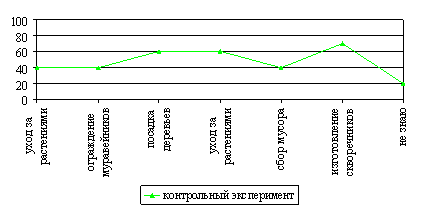 100
80
60
40
20
0
уход за
растениями
ограждение
муравейников
посадка
деревьев
уход за
растениями
сбор мусора
изготовление
скворечников
не знаю
контрольный эксперимент